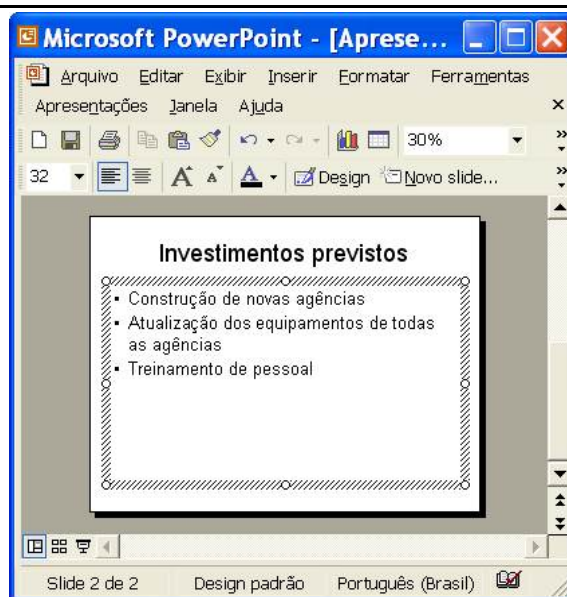 Microsoft PowerPoint - [Aprese...
Arquivo Editar Exibir Inserir Formatar Ferramentas
Apresentações Janela Ajuda
30%
32 A A A Design Novo slide...
Investimentos previstos
▪ Construção de novas agências
▪ Atualização dos equipamentos de todas
as agências
▪ Treinamento de pessoal
Slide 2 de 2 Design padrão Português (Brasil)